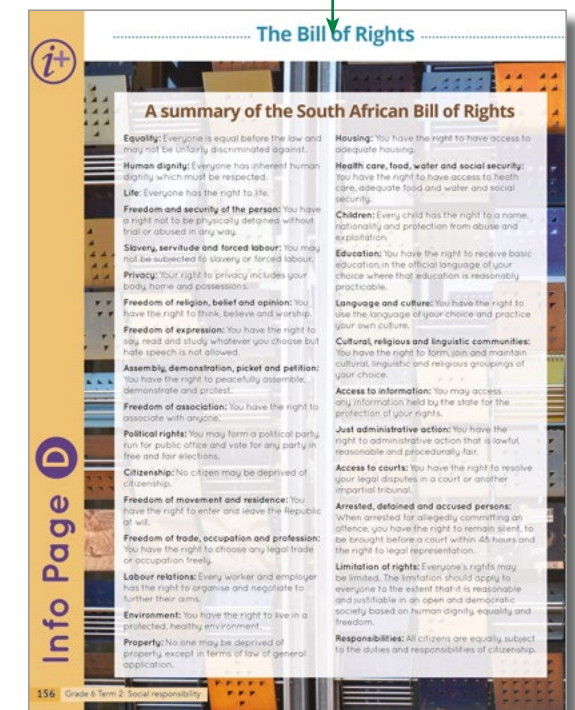 The Bill of Rights
i+
A summary of the South African Bill of Rights
Equality: Everyone is equal before the law and
may not be unfairly discriminated against.
Human dignity: Everyone has inherent human
dignity which must be respected.
Life: Everyone has the right to life.
Freedom and security of the person: You have
a right not to be physically detained without
trial or abused in any way.
Slavery, servitude and forced labour: You may
not be subjected to slavery or forced labour.
Privacy: Your right to privacy includes your
body, home and possessions.
Freedom of religion, belief and opinion: You
have the right to think, believe and worship.
Freedom of expression: You have the right to
say, read and study whatever you choose but
hate speech is not allowed.
Assembly, demonstration, picket and petition:
You have the right to peacefully assemble,
demonstrate and protest.
Freedom of association: You have the right to
associate with anyone.
Political rights: You may form a political party,
run for public office and vote for any party in
free and fair elections.
Citizenship: No citizen may be deprived of
citizenship.
Freedom of movement and residence: You
have the right to enter and leave the Republic
at will.
Freedom of trade, occupation and profession:
You have the right to choose any legal trade
or occupation freely.
Labour relations: Every worker and employer
has the right to organise and negotiate to
further their aims.
Environment: You have the right to live in a
protected, healthy environment.
Property: No one may be deprived of
property, except in terms of law of general
application.
Housing: You have the right to have access to
adequate housing.
Health care, food, water and social security:
You have the right to have access to heath
care, adequate food and water and social
security.
Children: Every child has the right to a name,
nationality and protection from abuse and
exploitation.
Education: You have the right to receive basic
education in the official language of your
choice where that education is reasonably
practicable.
Language and culture: You have the right to
use the language of your choice and practice
your own culture.
Cultural, religious and linguistic communities:
You have the right to form, join and maintain
cultural, linguistic and religious groupings of
your choice.
Access to information: You may access
any information held by the state for the
protection of your rights.
Just administrative action: You have the
right to administrative action that is lawful,
reasonable and procedurally fair.
Access to courts: You have the right to resolve
your legal disputes in a court or another
impartial tribunal.
Arrested, detained and accused persons:
When arrested for allegedly committing an
offence, you have the right to remain silent, to
be brought before a court within 48 hours and
the right to legal representation.
Limitation of rights: Everyone's rights may
be limited. The limitation should apply to
everyone to the extent that it is reasonable
and justifiable in an open and democratic
society based on human dignity, equality and
freedom.
Responsibilities: All citizens are equally subject
to the duties and responsibilities of citizenship.
Info Page D
156 Grade 6 Term 2: Social responsibility